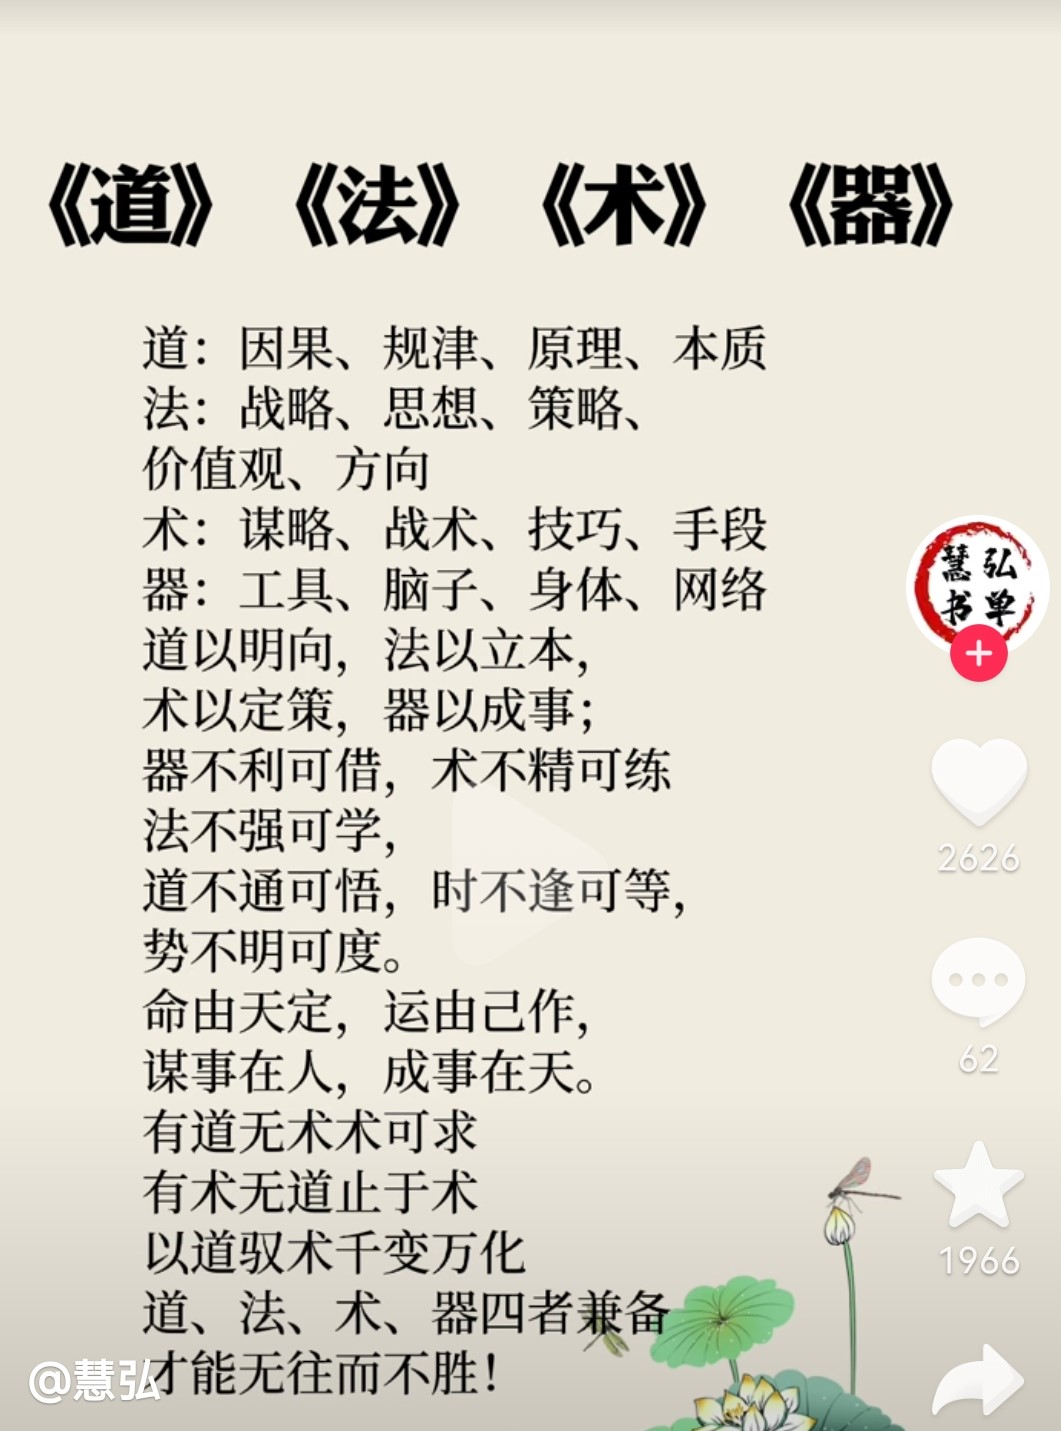 《道》 《法》 《术》 《器》
道：因果、规津、原理、本质
法：战略、思想、策略、
价值观、方向
术：谋略、战术、技巧、手段
器：工具、脑子、身体、网络
道以明向，法以立本，
术以定策，器以成事；
器不利可借，术不精可练
法不强可学，
道不通可悟，时不逢可等，
势不明可度。
命由天定，运由己作，
谋事在人，成事在天。
有道无术术可求
有术无道止于术
以道驭术千变万化
道、法、术、器四者兼备
才能无往而不胜！
@慧弘
慧弘
书单
2626
62
1966